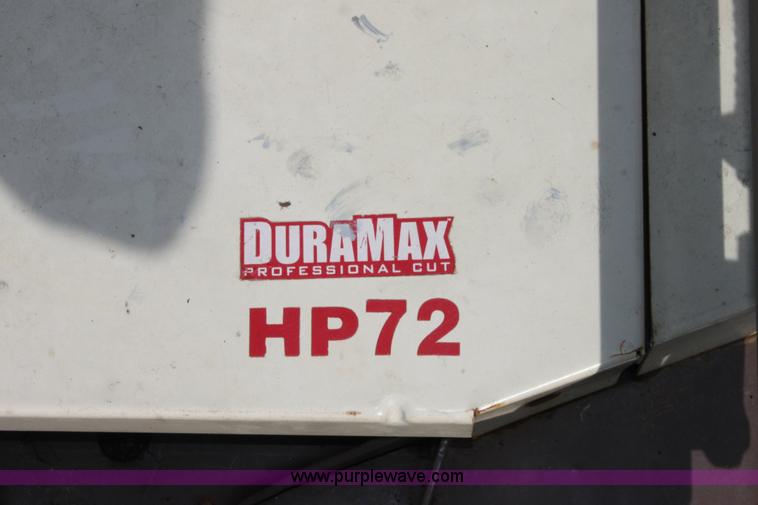 DURAMAX
PROFESSIONAL CUT
HP72
www.purplewave.com